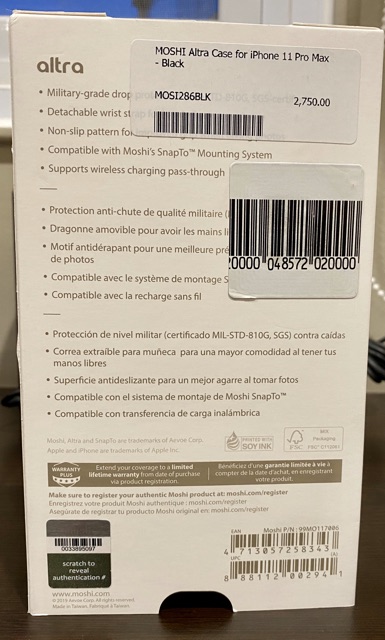 MOSHI Altra Case for iPhone 11 Pro Max
- Black
MOSI286BLK
2,750.00
altra
• Military-grade drop
• Detachable wrist
• Non-slip pattern for
• Compatible with Moshi's SnapTo™ Mounting System
• Supports wireless charging pass-through
20000 048572 020000
• Protection anti-chute de qualité militaire
• Dragonne amovible pour avoir les mains
• Motif antidérapant pour une meilleure
de photos
• Compatible avec le système de montage
• Compatible avec la recharge sans fil
• Protección de nivel militar (certificado MIL-STD-810G, SGS) contra caídas
• Correa extraíble para muñeca para una mayor comodidad al tener tus
manos libres
• Superficie antideslizante para un mejor agarre al tomar fotos
• Compatible con el sistema de montaje de Moshi SnapTo™
• Compatible con transferencia de carga inalámbrica
Moshi, Altra and SnapTo are trademarks of Aevoe Corp.
Apple and iPhone are trademarks of Apple Inc.
PRINTED WITH
SOY INK
FSC
MIX
Packaging
FSC® C110961
WARRANTY
PLUS
Extend your coverage to a limited
lifetime warranty from date of purchase
via product registration.
Bénéficiez d'une garantie limitée à vie à
compter de la date d'achat, en enregistrant
votre produit.
Make sure to register your authentic Moshi product at: moshi.com/register
Enregistrez votre produit Moshi authentique : moshi.com/register
Asegúrate de registrar tu producto Moshi original en: moshi.com/register
0033895097
scratch to
reveal
authentication #
www.moshi.com
© 2019 Aevoe Corp. All rights reserved.
Made in Taiwan. Fabriqué à Taïwan.
EAN
Moshi P/N : 99MO117006
4 713057 258343
UPC
(A)
8 88112 00294 1